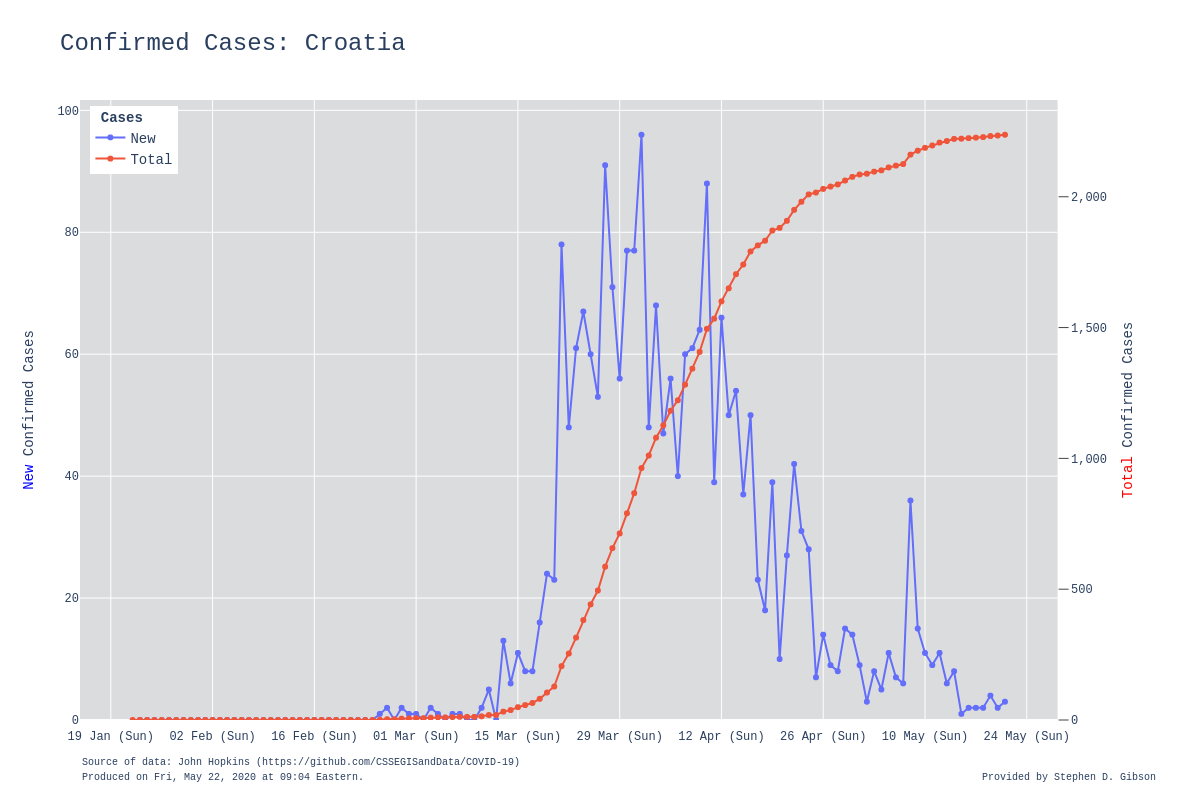 Confirmed Cases: Croatia
Cases
New
Total
100
80
60
40
20
0
New Confirmed Cases
2,000
1,500
1,000
500
0
Total Confirmed Cases
19 Jan (Sun) 02 Feb (Sun) 16 Feb (Sun) 01 Mar (Sun) 15 Mar (Sun) 29 Mar (Sun) 12 Apr (Sun) 26 Apr (Sun) 10 May (Sun) 24 May (Sun)
Source of data: John Hopkins (https://github.com/CSSEGISandData/COVID-19)
Produced on Fri, May 22, 2020 at 09:04 Eastern.
Provided by Stephen D. Gibson